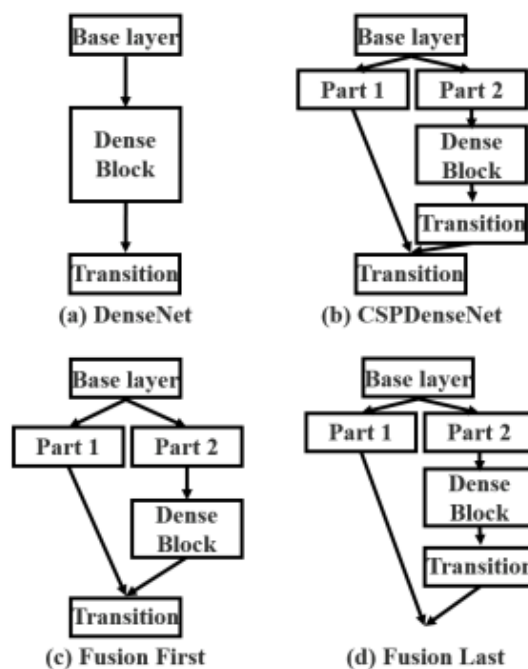 Base layer
Dense
Block
Transition
(a) DenseNet
Base layer
Part 1
Part 2
Dense
Block
Transition
Transition
(b) CSPDenseNet
Base layer
Part 1
Part 2
Dense
Block
Transition
(c) Fusion First
Base layer
Part 1
Part 2
Dense
Block
Transition
(d) Fusion Last